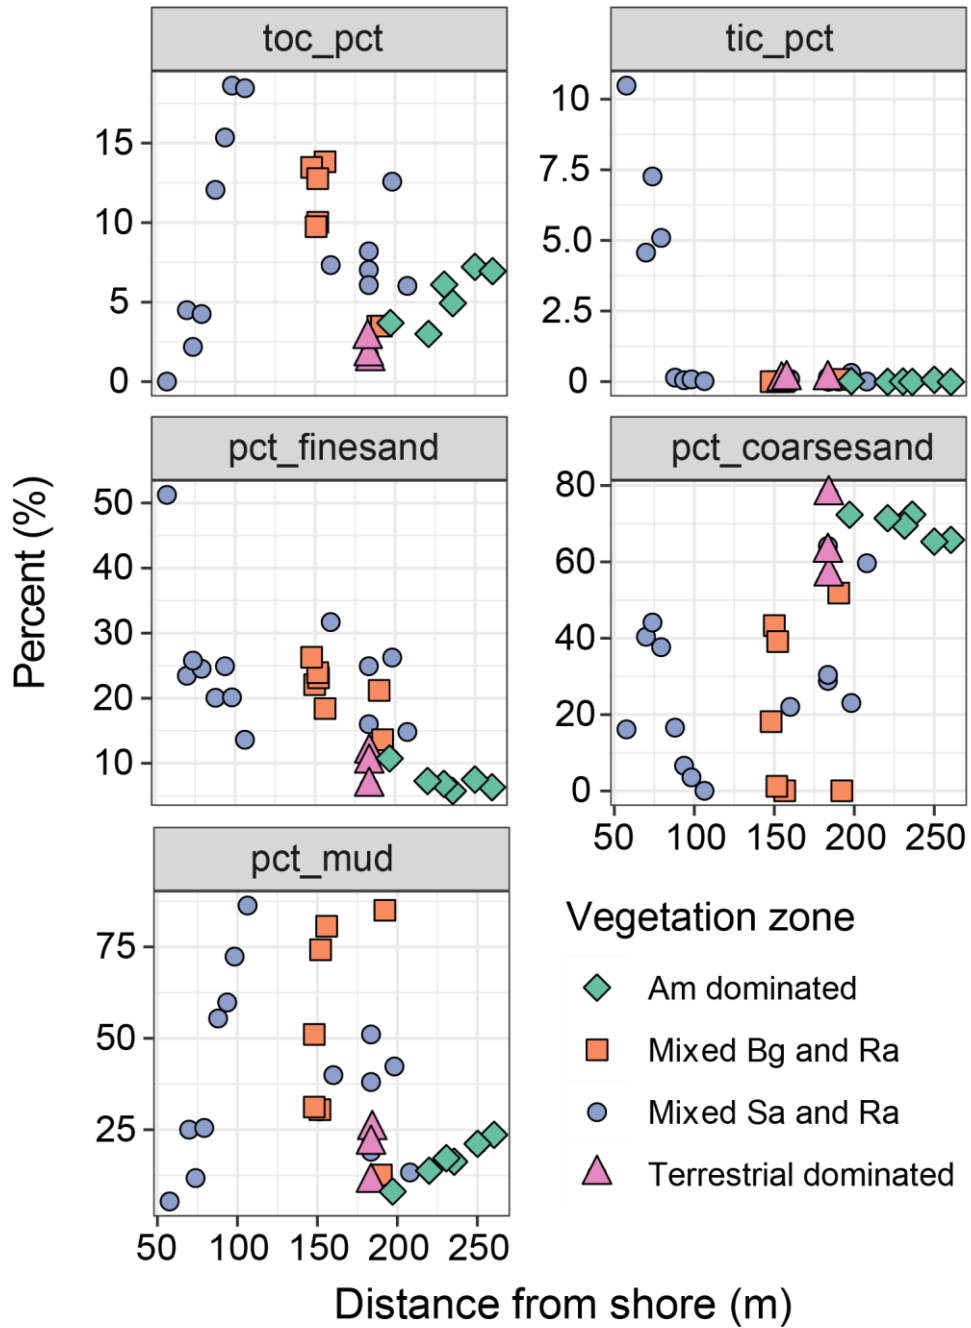 toc_pct
tic_pct
15
10
5
0
10
7.5
5.0
2.5
0
pct_finesand
pct_coarsesand
50
40
30
20
10
80
60
40
20
0
50 100 150 200 250
pct_mud
75
50
25
50 100 150 200 250
Percent (%)
Distance from shore (m)
Vegetation zone
Am dominated
Mixed Bg and Ra
Mixed Sa and Ra
Terrestrial dominated